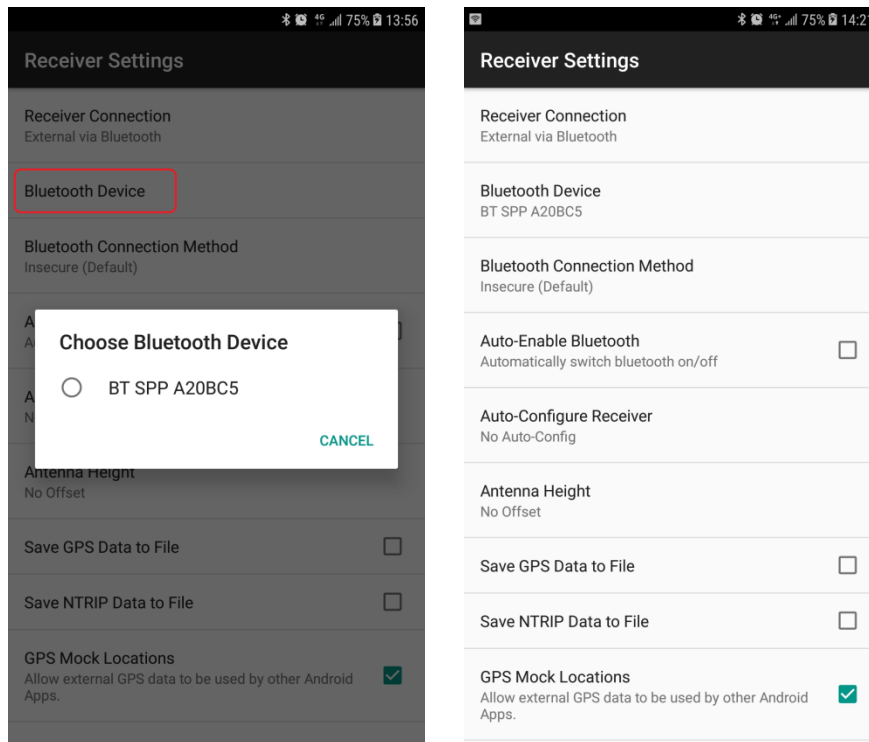 4G 75% 13:56
Receiver Settings
Receiver Connection
External via Bluetooth
Bluetooth Device
Bluetooth Connection Method
Insecure (Default)
A
A
Choose Bluetooth Device
BT SPP A20BC5
A
N
CANCEL
Antenna Height
No Offset
Save GPS Data to File
Save NTRIP Data to File
GPS Mock Locations
Allow external GPS data to be used by other Android
Apps.
4G+ 75% 14:21
Receiver Settings
Receiver Connection
External via Bluetooth
Bluetooth Device
BT SPP A20BC5
Bluetooth Connection Method
Insecure (Default)
Auto-Enable Bluetooth
Automatically switch bluetooth on/off
Auto-Configure Receiver
No Auto-Config
Antenna Height
No Offset
Save GPS Data to File
Save NTRIP Data to File
GPS Mock Locations
Allow external GPS data to be used by other Android
Apps.